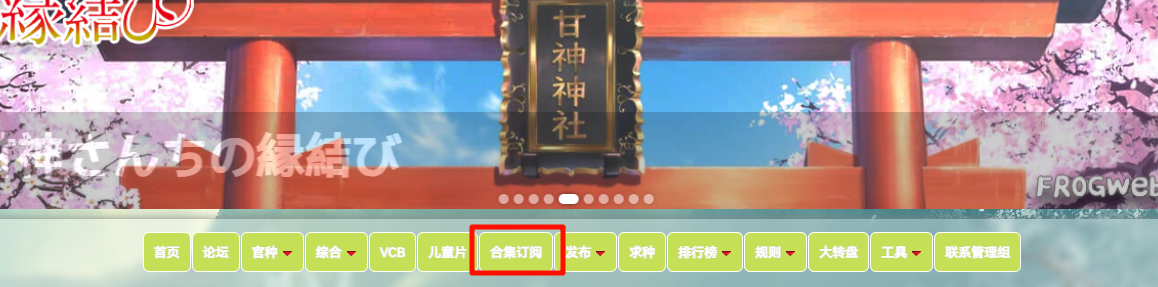 縁結び
甘神神社
神さんちの縁結び
FROGWeb
首页 论坛 官种 综合 VCB 儿童片 合集订阅 发布 求种 排行榜 规则 大转盘 工具 联系管理组